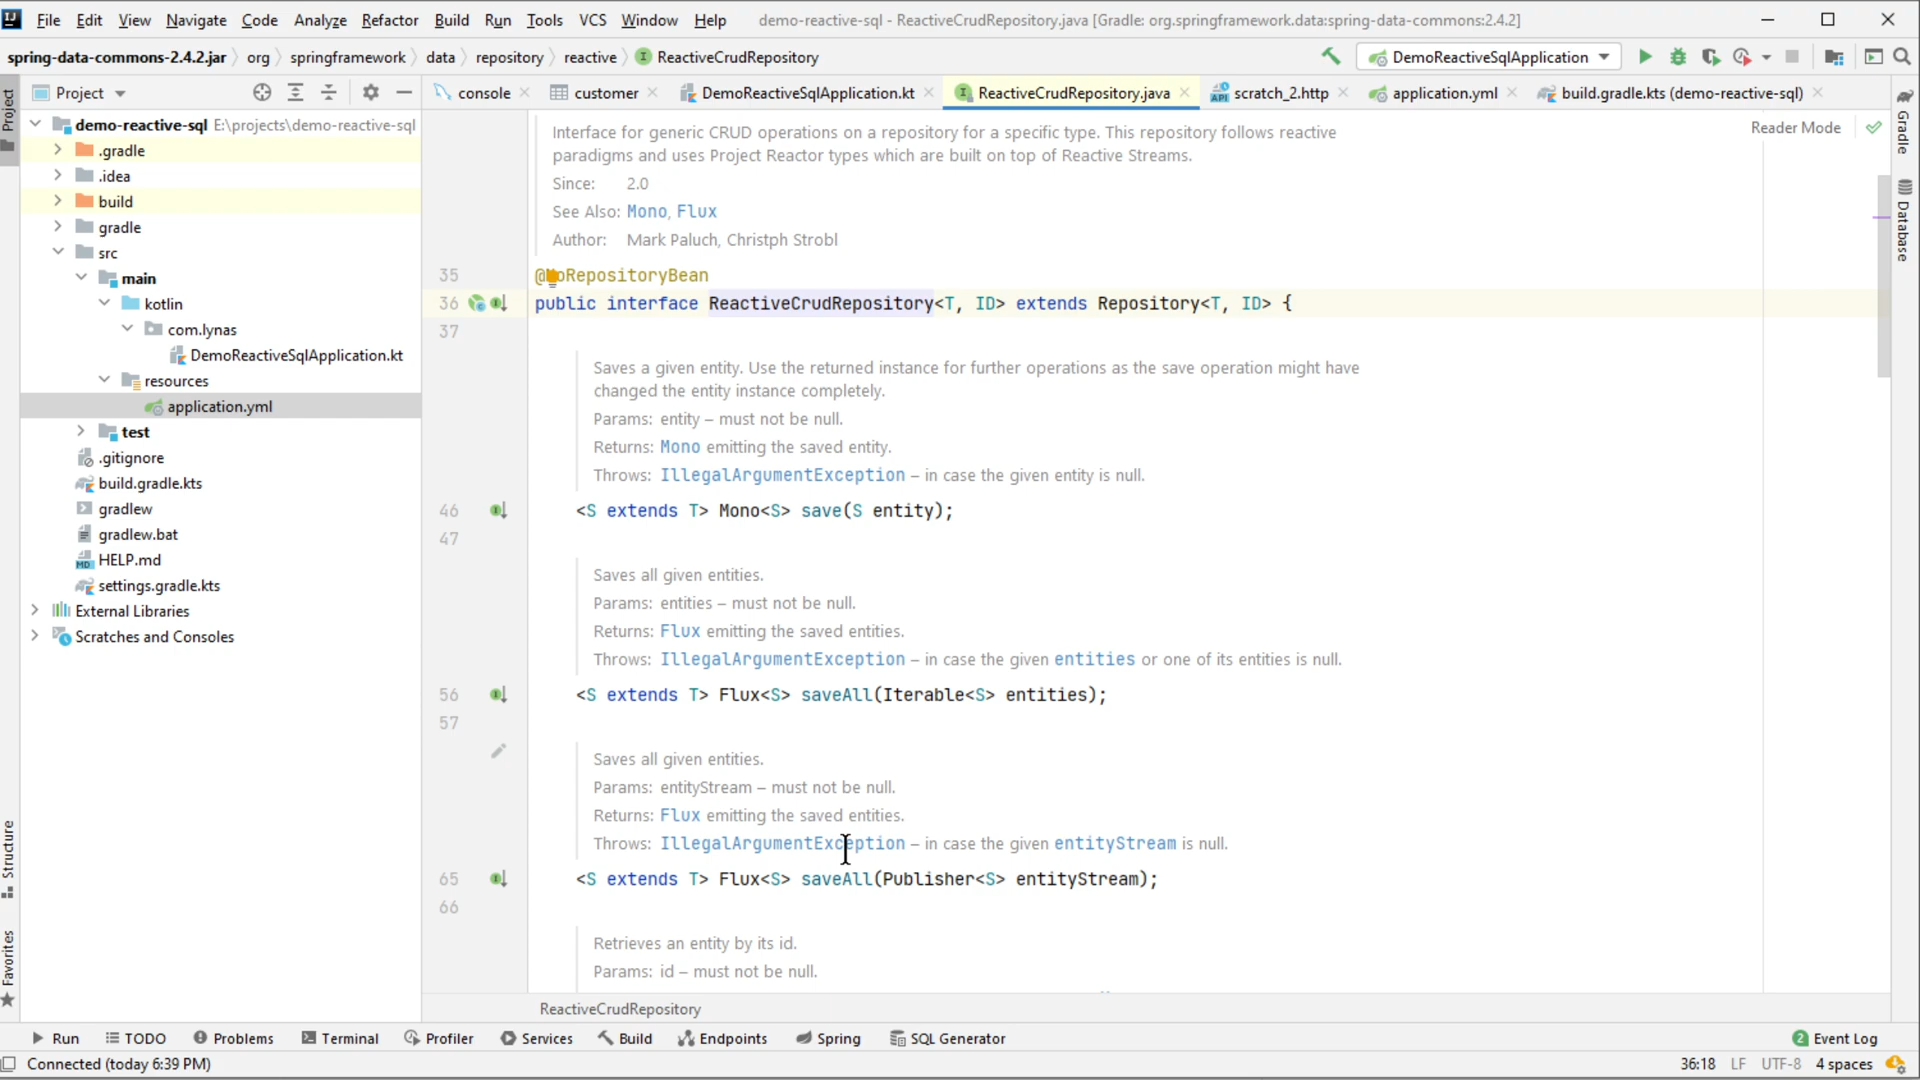 File Edit View Navigate Code Analyze Refactor Build Run Tools VCS Window Help demo-reactive-sql - ReactiveCrudRepository.java [Gradle: org.springframework.data:spring-data-commons:2.4.2]
spring-data-commons-2.4.2.jar org springframework data repository reactive ReactiveCrudRepository DemoReactiveSqlApplication
Project
Project
console customer DemoReactiveSqlApplication.kt ReactiveCrudRepository.java scratch_2.http application.yml build.gradle.kts (demo-reactive-sql)
demo-reactive-sql E:\projects\demo-reactive-sql
.gradle
.idea
build
gradle
src
main
kotlin
com.lynas
DemoReactiveSqlApplication.kt
resources
application.yml
test
.gitignore
build.gradle.kts
gradlew
gradlew.bat
HELP.md
settings.gradle.kts
External Libraries
Scratches and Consoles
Reader Mode
Interface for generic CRUD operations on a repository for a specific type. This repository follows reactive
paradigms and uses Project Reactor types which are built on top of Reactive Streams.
Since: 2.0
See Also: Mono, Flux
Author: Mark Paluch, Christph Strobl
35 @NoRepositoryBean
36 public interface ReactiveCrudRepository<T, ID> extends Repository<T, ID> {
37
Saves a given entity. Use the returned instance for further operations as the save operation might have
changed the entity instance completely.
Params: entity – must not be null.
Returns: Mono emitting the saved entity.
Throws: IllegalArgumentException – in case the given entity is null.
46 <S extends T> Mono<S> save(S entity);
47
Saves all given entities.
Params: entities – must not be null.
Returns: Flux emitting the saved entities.
Throws: IllegalArgumentException – in case the given entities or one of its entities is null.
56 <S extends T> Flux<S> saveAll(Iterable<S> entities);
57
Saves all given entities.
Params: entityStream – must not be null.
Returns: Flux emitting the saved entities.
Throws: IllegalArgumentException – in case the given entityStream is null.
65 <S extends T> Flux<S> saveAll(Publisher<S> entityStream);
66
Retrieves an entity by its id.
Params: id – must not be null.
ReactiveCrudRepository
Structure
Favorites
Gradle
Database
Run TODO Problems Terminal Profiler Services Build Endpoints Spring SQL Generator 2 Event Log
Connected (today 6:39 PM) 36:18 LF UTF-8 4 spaces